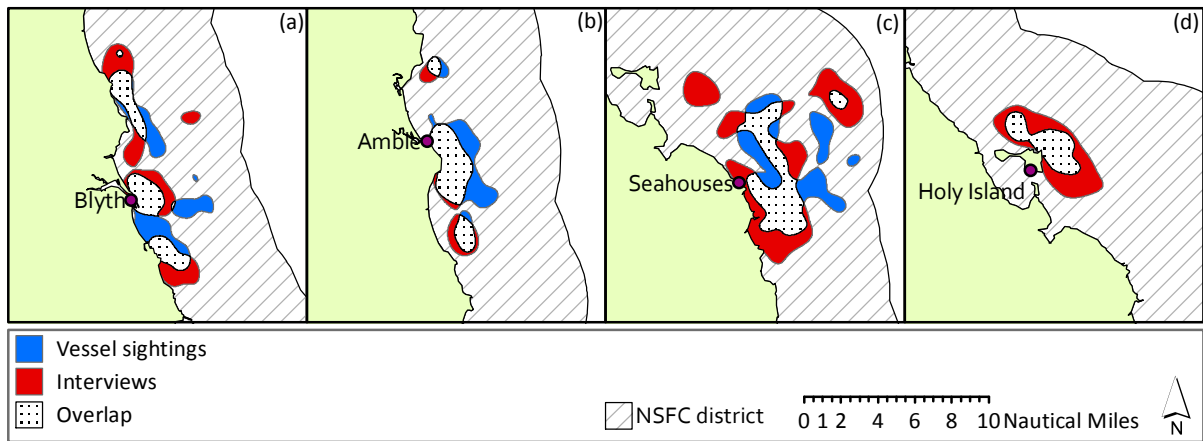 (a)
(b)
(c)
(d)
Blyth
Amble
Seahouses
Holy Island
Vessel sightings
Interviews
Overlap
NSFC district
0 1 2 4 6 8 10 Nautical Miles
N